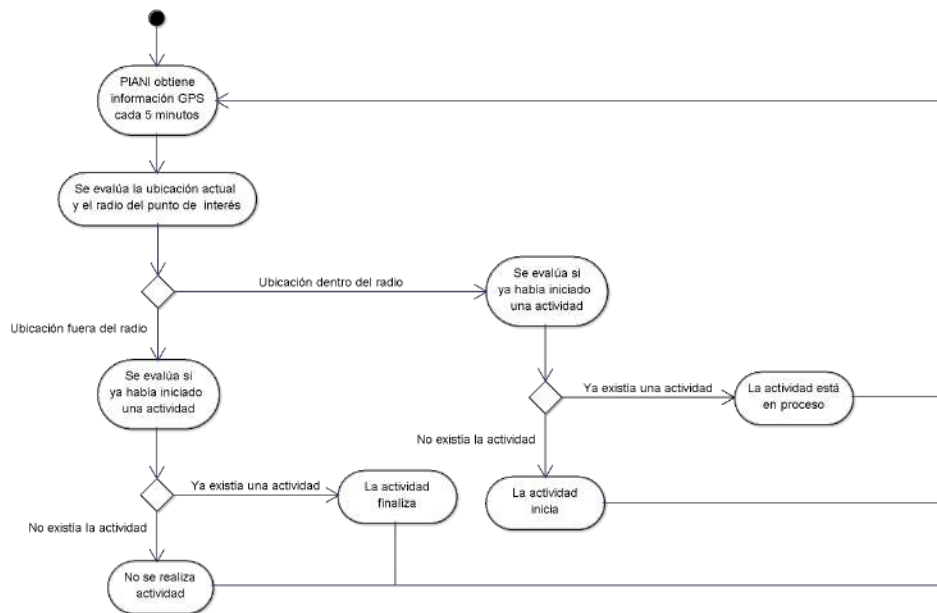 PIANI obtiene
información GPS
cada 5 minutos
Se evalúa la ubicación actual
y el radio del punto de interés
Ubicación dentro del radio
Se evalúa si
ya había iniciado
una actividad
Ubicación fuera del radio
Se evalúa si
ya había iniciado
una actividad
Ya existía una actividad
La actividad está
en proceso
No existía la actividad
La actividad
inicia
Ya existía una actividad
La actividad
finaliza
No existía la actividad
No se realiza
actividad